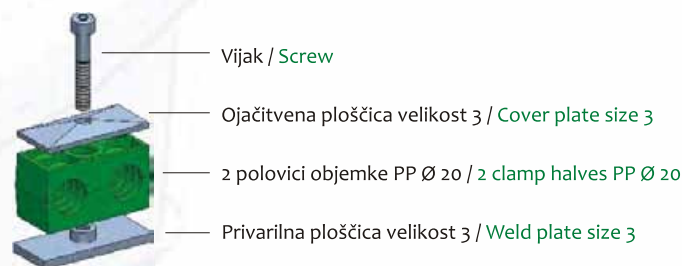 Vijak / Screw
Ojačitvena ploščica velikost 3 / Cover plate size 3
2 polovici objemke PP Ø 20 / 2 clamp halves PP Ø 20
Privarilna ploščica velikost 3 / Weld plate size 3